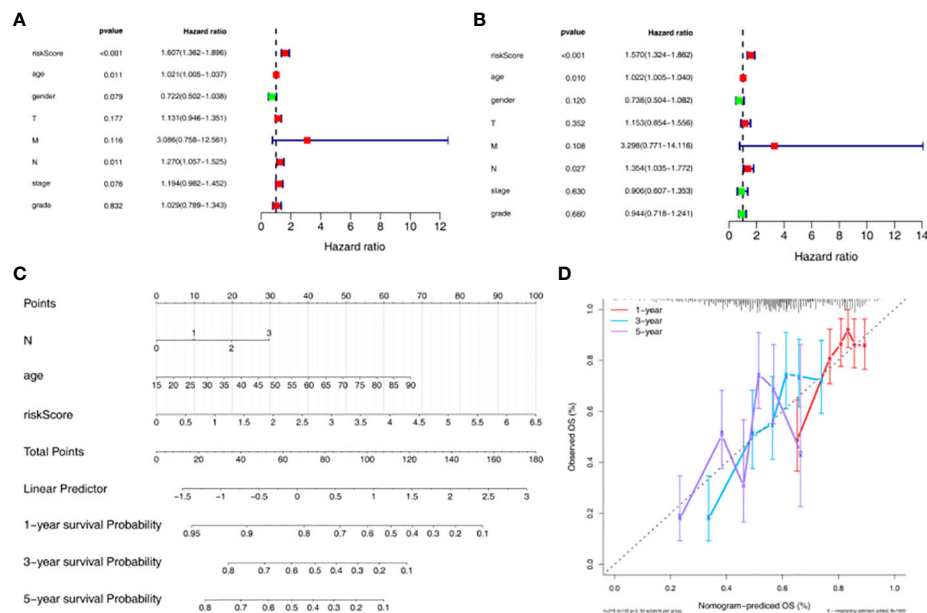 A
pvalue Hazard ratio
riskScore <0.001 1.607(1.362−1.896)
age 0.011 1.021(1.005−1.037)
gender 0.079 0.722(0.502−1.038)
T 0.177 1.131(0.946−1.351)
M 0.116 3.086(0.758−12.561)
N 0.011 1.270(1.057−1.525)
stage 0.076 1.194(0.982−1.452)
grade 0.832 1.029(0.789−1.343)
0 2 4 6 8 10 12
Hazard ratio
B
pvalue Hazard ratio
riskScore <0.001 1.570(1.324−1.862)
age 0.010 1.022(1.005−1.040)
gender 0.120 0.738(0.504−1.082)
T 0.352 1.153(0.854−1.556)
M 0.108 3.298(0.771−14.116)
N 0.027 1.354(1.035−1.772)
stage 0.630 0.906(0.607−1.353)
grade 0.680 0.944(0.718−1.241)
0 2 4 6 8 10 12 14
Hazard ratio
C
Points 0 10 20 30 40 50 60 70 80 90 100
1 3
N
0 2
age
15 20 25 30 35 40 45 50 55 60 65 70 75 80 85 90
riskScore
0 0.5 1 1.5 2 2.5 3 3.5 4 4.5 5 5.5 6 6.5
Total Points
0 20 40 60 80 100 120 140 160 180
Linear Predictor
−1.5 −1 −0.5 0 0.5 1 1.5 2 2.5 3
1−year survival Probability
0.95 0.9 0.8 0.7 0.6 0.5 0.4 0.3 0.2 0.1
3−year survival Probability
0.8 0.7 0.6 0.5 0.4 0.3 0.2 0.1
5−year survival Probability
0.8 0.7 0.6 0.5 0.4 0.3 0.2 0.1
D
1−year
3−year
5−year
Observed OS (%)
1.0
0.8
0.6
0.4
0.2
0.0
0.0 0.2 0.4 0.6 0.8 1.0
Nomogram−prediced OS (%)